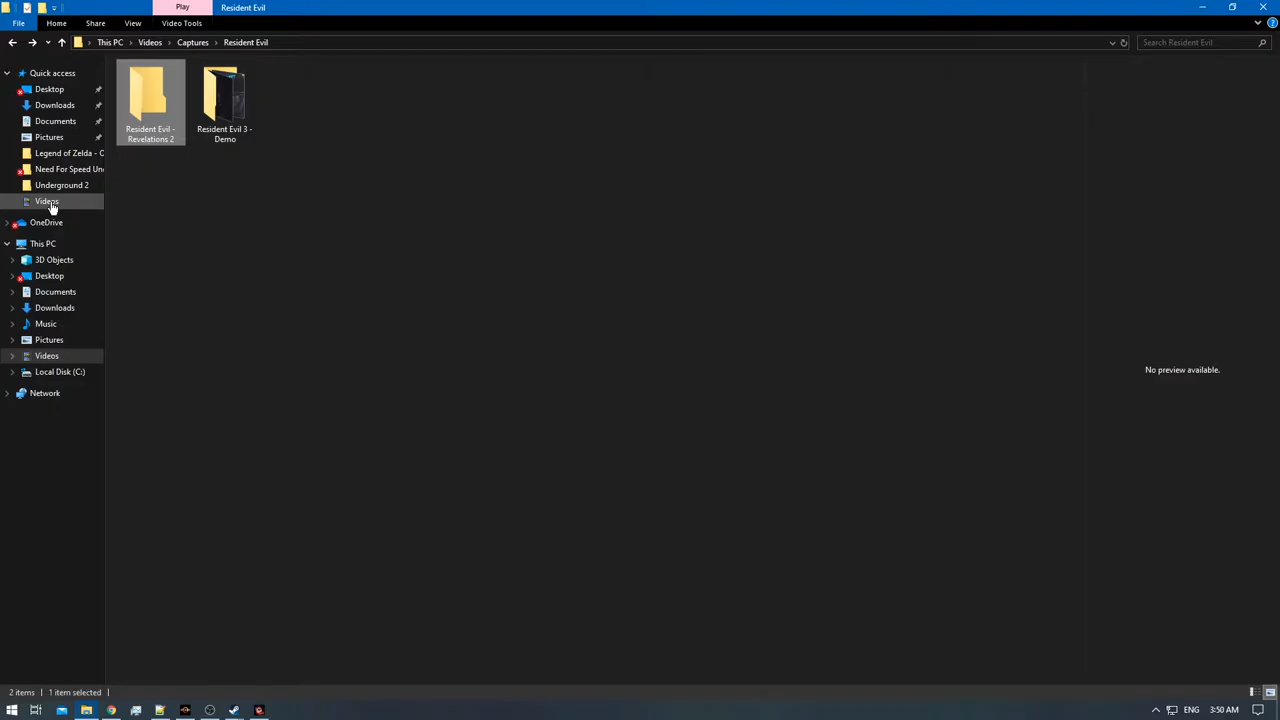 Play
Resident Evil
File
Home
Share
View
Video Tools
This PC
Videos
Captures
Resident Evil
Search Resident Evil
Quick access
Desktop
Downloads
Documents
Pictures
Legend of Zelda - O
Need For Speed Und
Underground 2
Videos
OneDrive
This PC
3D Objects
Desktop
Documents
Downloads
Music
Pictures
Videos
Local Disk (C:)
Network
Resident Evil -
Revelations 2
Resident Evil 3 -
Demo
No preview available.
2 items
1 item selected
ENG
3:50 AM